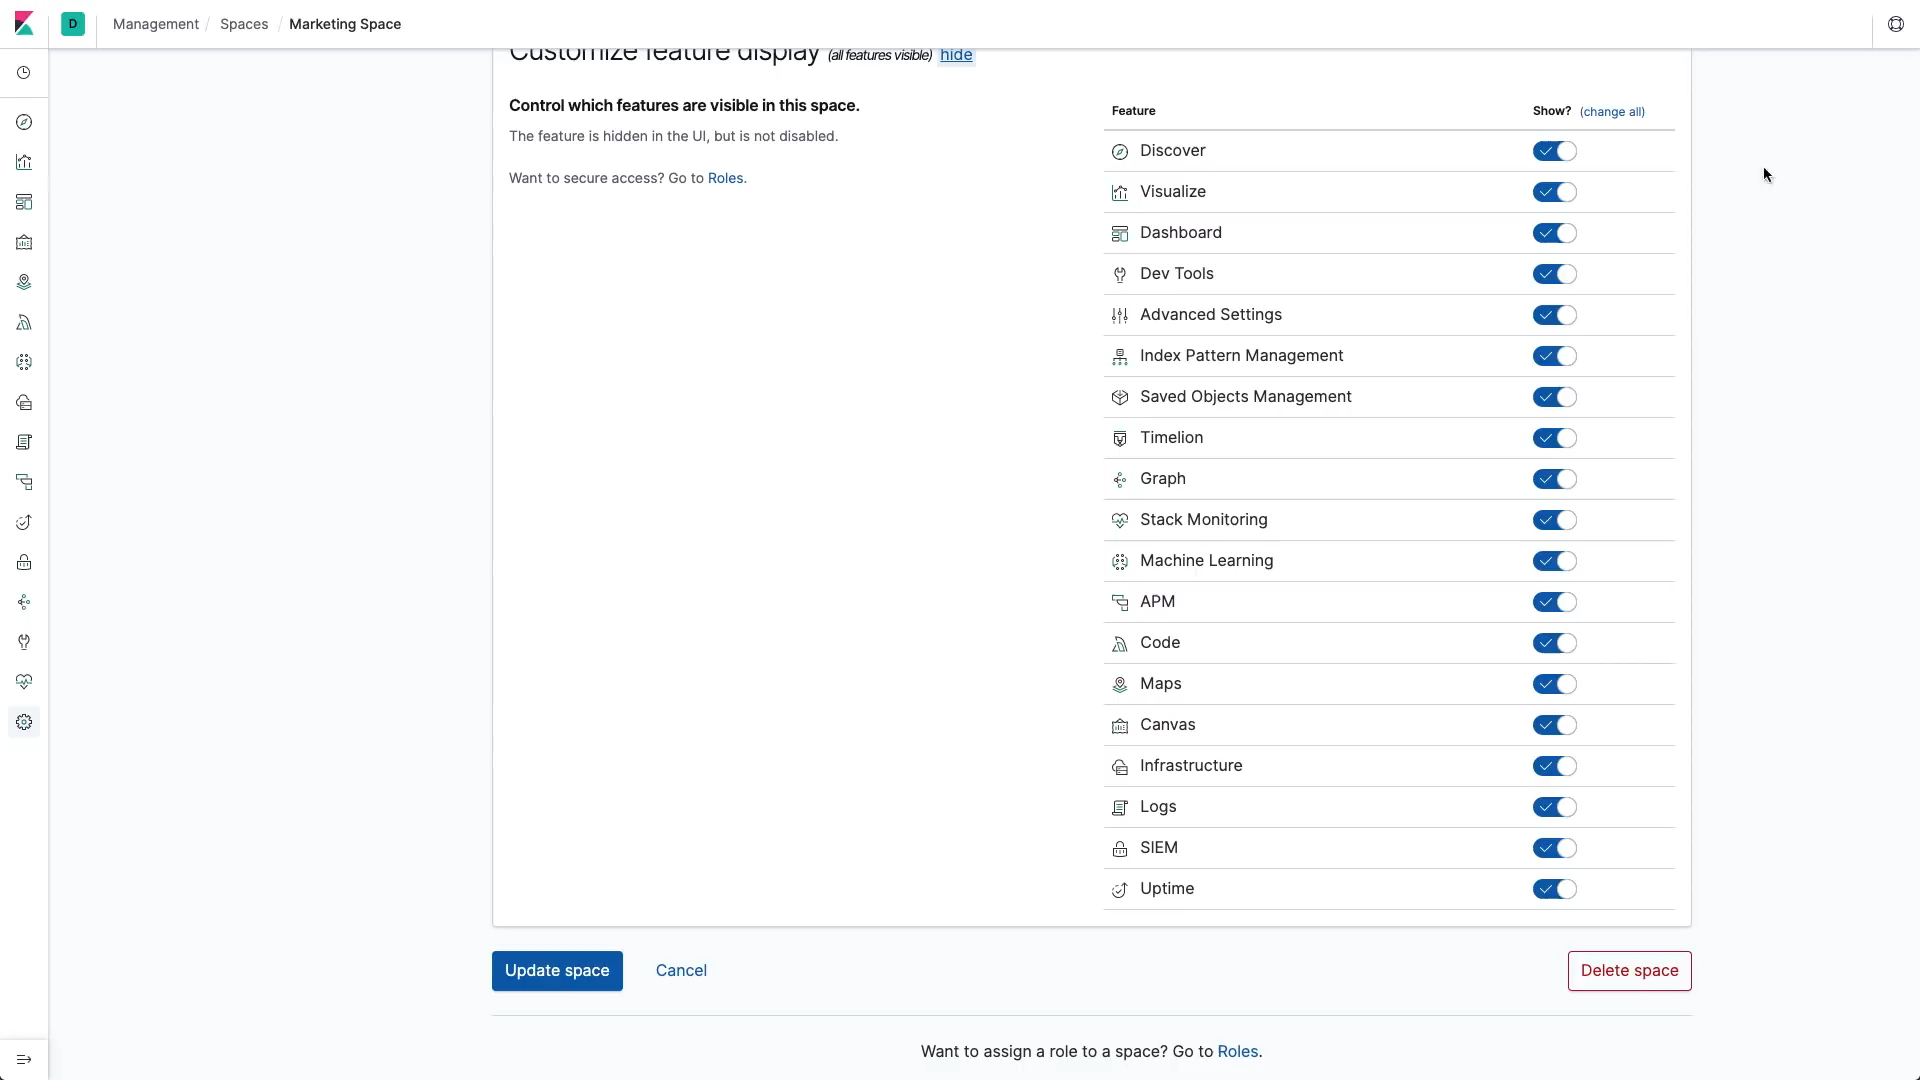 D
Management / Spaces / Marketing Space
Customize feature display (all features visible) hide
Control which features are visible in this space.
The feature is hidden in the UI, but is not disabled.
Want to secure access? Go to Roles.
Feature Show? (change all)
Discover
Visualize
Dashboard
Dev Tools
Advanced Settings
Index Pattern Management
Saved Objects Management
Timelion
Graph
Stack Monitoring
Machine Learning
APM
Code
Maps
Canvas
Infrastructure
Logs
SIEM
Uptime
Update space Cancel Delete space
Want to assign a role to a space? Go to Roles.